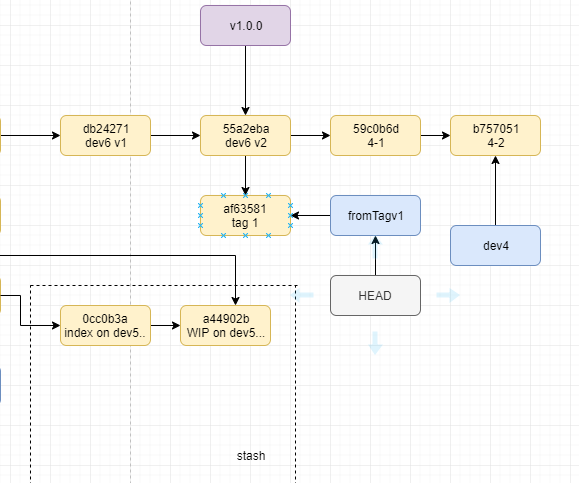 v1.0.0
db24271
dev6 v1
55a2eba
dev6 v2
59c0b6d
4-1
b757051
4-2
af63581
tag 1
fromTagv1
dev4
HEAD
0cc0b3a
index on dev5..
a44902b
WIP on dev5...
stash